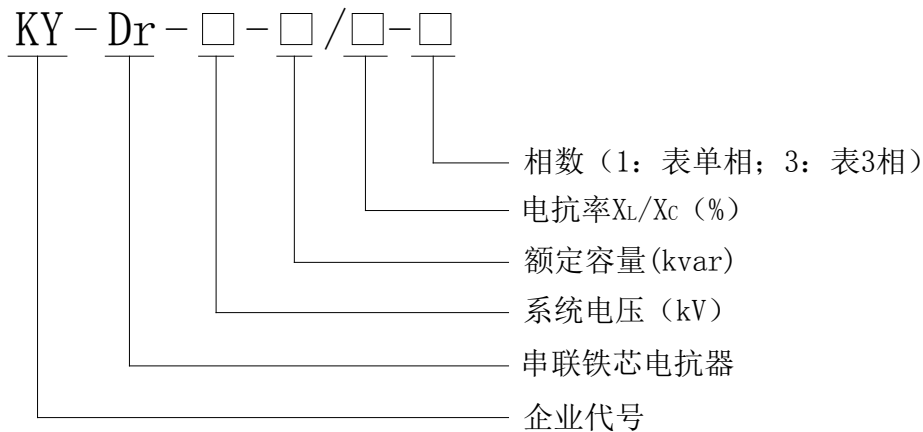 KY-Dr-□-□/□-□
相数（1：表单相；3：表3相）
电抗率XL/XC（%）
额定容量(kvar)
系统电压（kV）
串联铁芯电抗器
企业代号